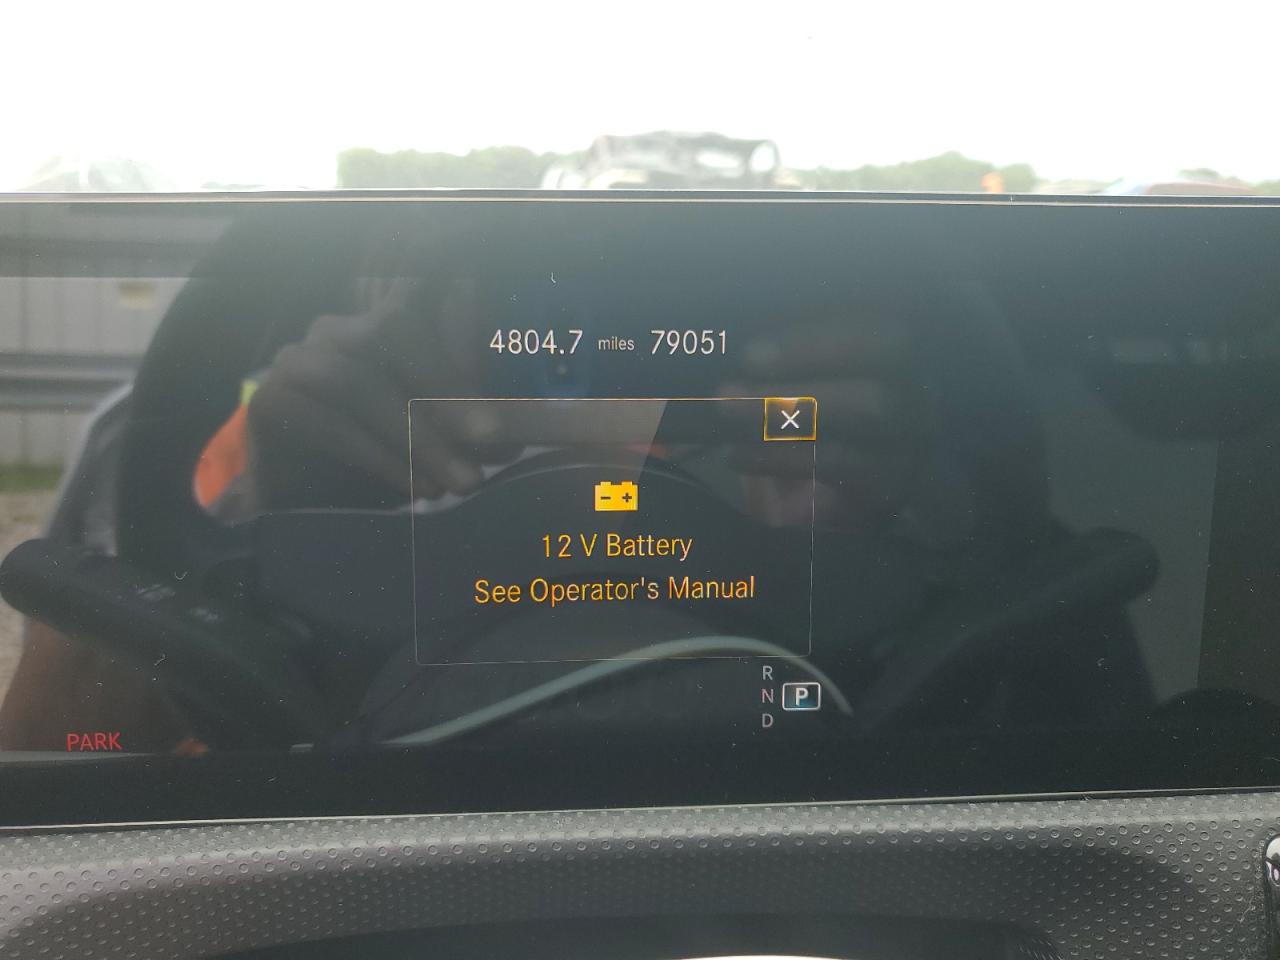 4804.7 miles 79051
12 V Battery
See Operator's Manual
R
N P
D
PARK